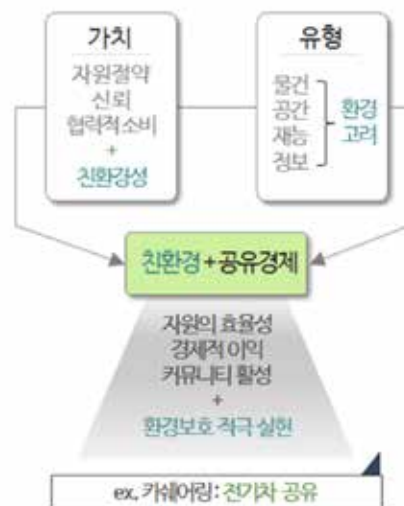 가치
자원절약
신뢰
협력적소비
+
친환경성
유형
물건
공간
재능
정보
환경
고려
친환경+공유경제
자원의 효율성
경제적 이익
커뮤니티 활성
+
환경보호 적극 실현
ex. 카쉐어링: 전기차 공유